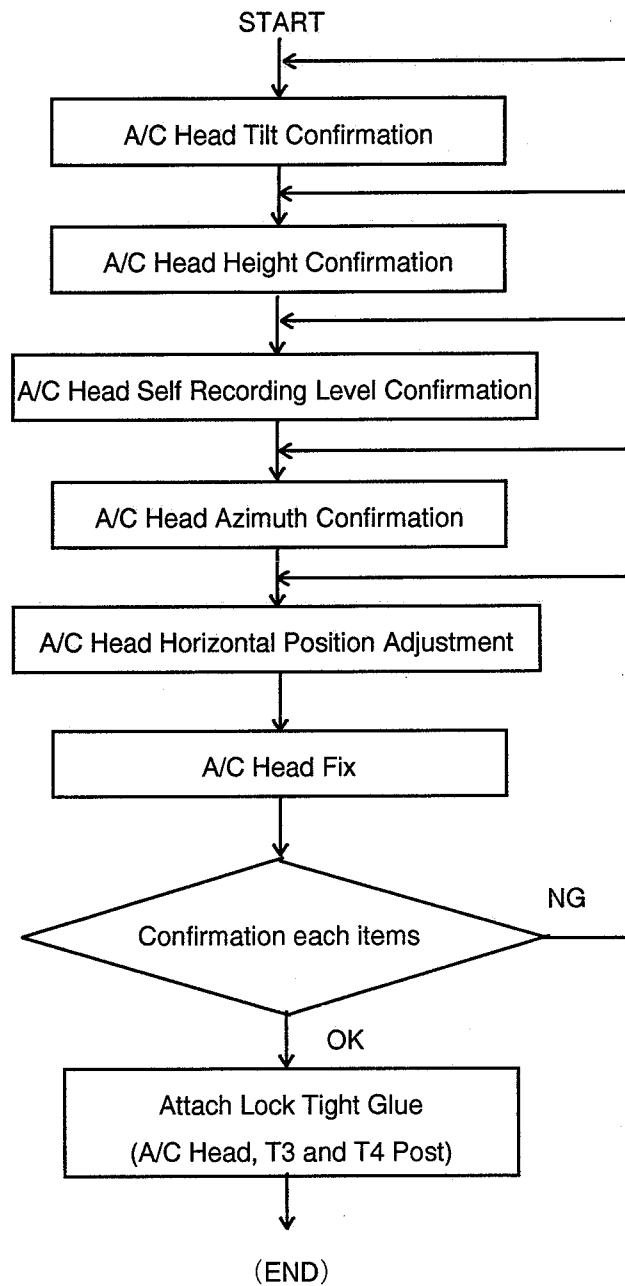 START
A/C Head Tilt Confirmation
A/C Head Height Confirmation
A/C Head Self Recording Level Confirmation
A/C Head Azimuth Confirmation
A/C Head Horizontal Position Adjustment
A/C Head Fix
Confirmation each items
NG
OK
Attach Lock Tight Glue
(A/C Head, T3 and T4 Post)
(END)